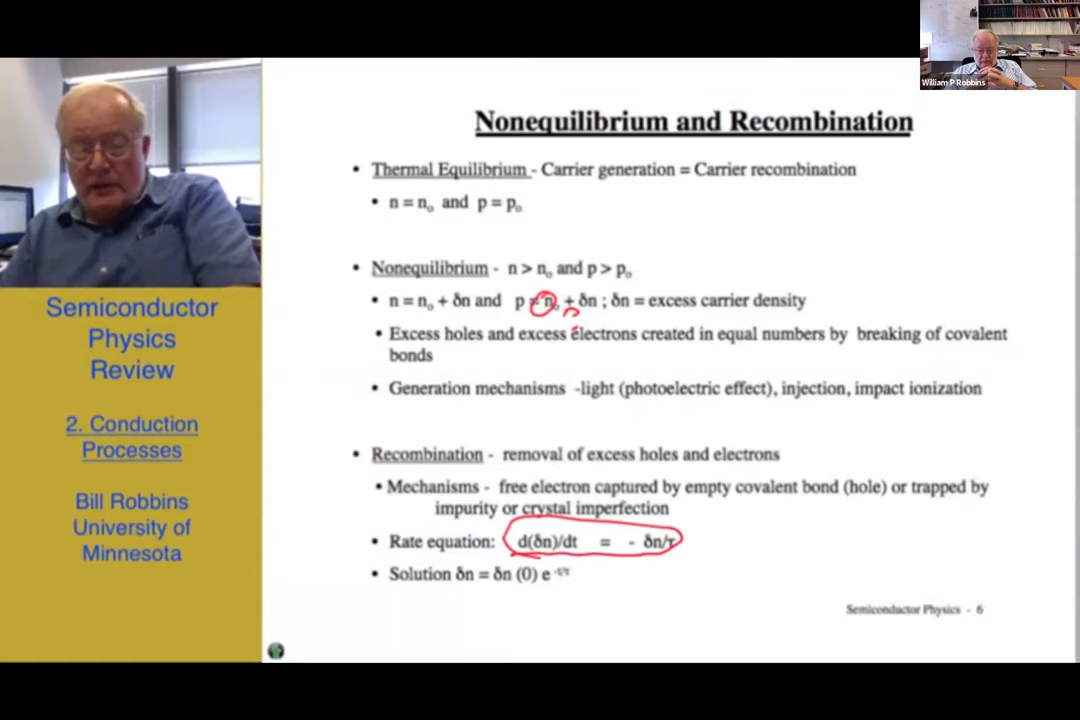 William P Robbins
Nonequilibrium and Recombination
• Thermal Equilibrium - Carrier generation = Carrier recombination
• n = nₒ and p = pₒ
• Nonequilibrium - n > nₒ and p > pₒ
• n = nₒ + δn and p = nₒ + δn ; δn = excess carrier density
• Excess holes and excess electrons created in equal numbers by breaking of covalent
bonds
• Generation mechanisms -light (photoelectric effect), injection, impact ionization
• Recombination - removal of excess holes and electrons
• Mechanisms - free electron captured by empty covalent bond (hole) or trapped by
impurity or crystal imperfection
• Rate equation: d(δn)/dt = - δn/τ
• Solution δn = δn (0) e -t/τ
Semiconductor Physics - 6
Semiconductor
Physics
Review
2. Conduction
Processes
Bill Robbins
University of
Minnesota